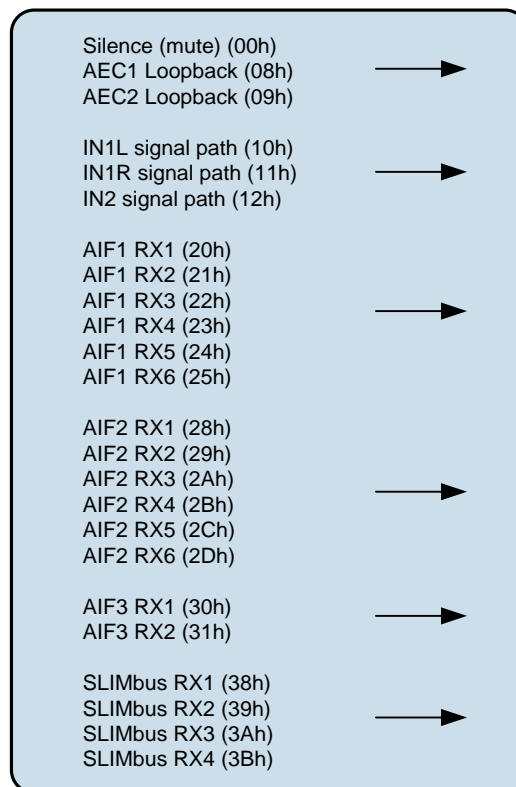 Silence (mute) (00h)
AEC1 Loopback (08h)
AEC2 Loopback (09h)
IN1L signal path (10h)
IN1R signal path (11h)
IN2 signal path (12h)
AIF1 RX1 (20h)
AIF1 RX2 (21h)
AIF1 RX3 (22h)
AIF1 RX4 (23h)
AIF1 RX5 (24h)
AIF1 RX6 (25h)
AIF2 RX1 (28h)
AIF2 RX2 (29h)
AIF2 RX3 (2Ah)
AIF2 RX4 (2Bh)
AIF2 RX5 (2Ch)
AIF2 RX6 (2Dh)
AIF3 RX1 (30h)
AIF3 RX2 (31h)
SLIMbus RX1 (38h)
SLIMbus RX2 (39h)
SLIMbus RX3 (3Ah)
SLIMbus RX4 (3Bh)